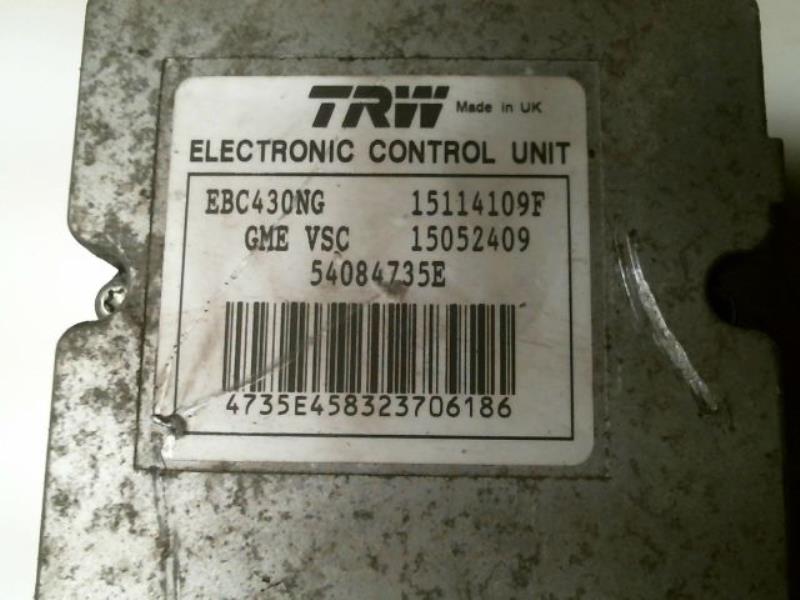 TRW Made in UK
ELECTRONIC CONTROL UNIT
EBC430NG 15114109F
GME VSC 15052409
54084735E
4735E458323706186